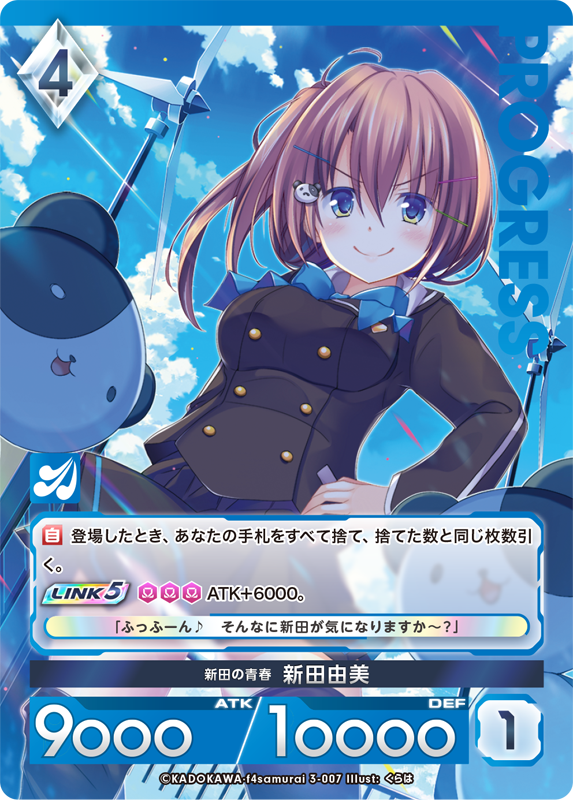 4
PROGRESS
自 登場したとき、あなたの手札をすべて捨て、捨てた数と同じ枚数引
く。
LINK 5 ATK+6000。
「ふっふーん♪ そんなに新田が気になりますか～?」
新田の青春 新田由美
ATK DEF
9000 10000 1
©KADOKAWA・f4samurai 3-007 Illust: くらは